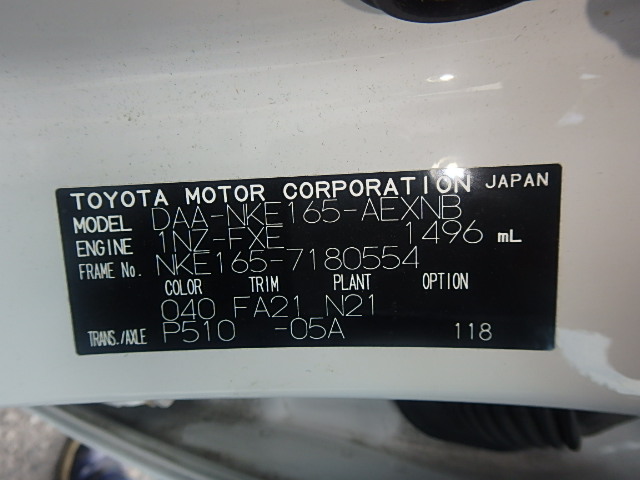 TOYOTA MOTOR CORPORATION JAPAN
MODEL DAA-NKE165-AEXNB
ENGINE 1NZ-FXE 1496 mL
FRAME No. NKE165-7180554
COLOR TRIM PLANT OPTION
040 FA21 N21
TRANS./AXLE P510 -05A 118